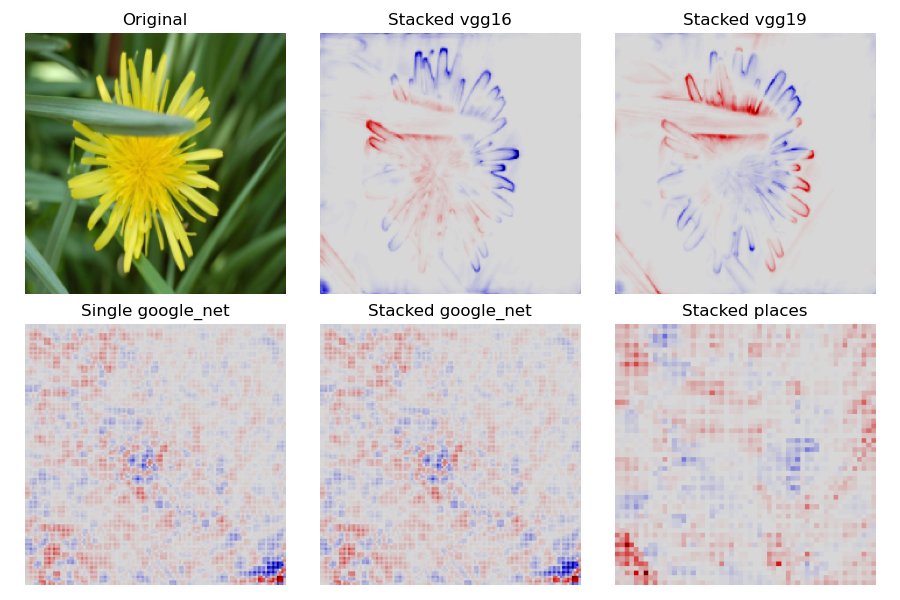 Original
Stacked vgg16
Stacked vgg19
Single google_net
Stacked google_net
Stacked places